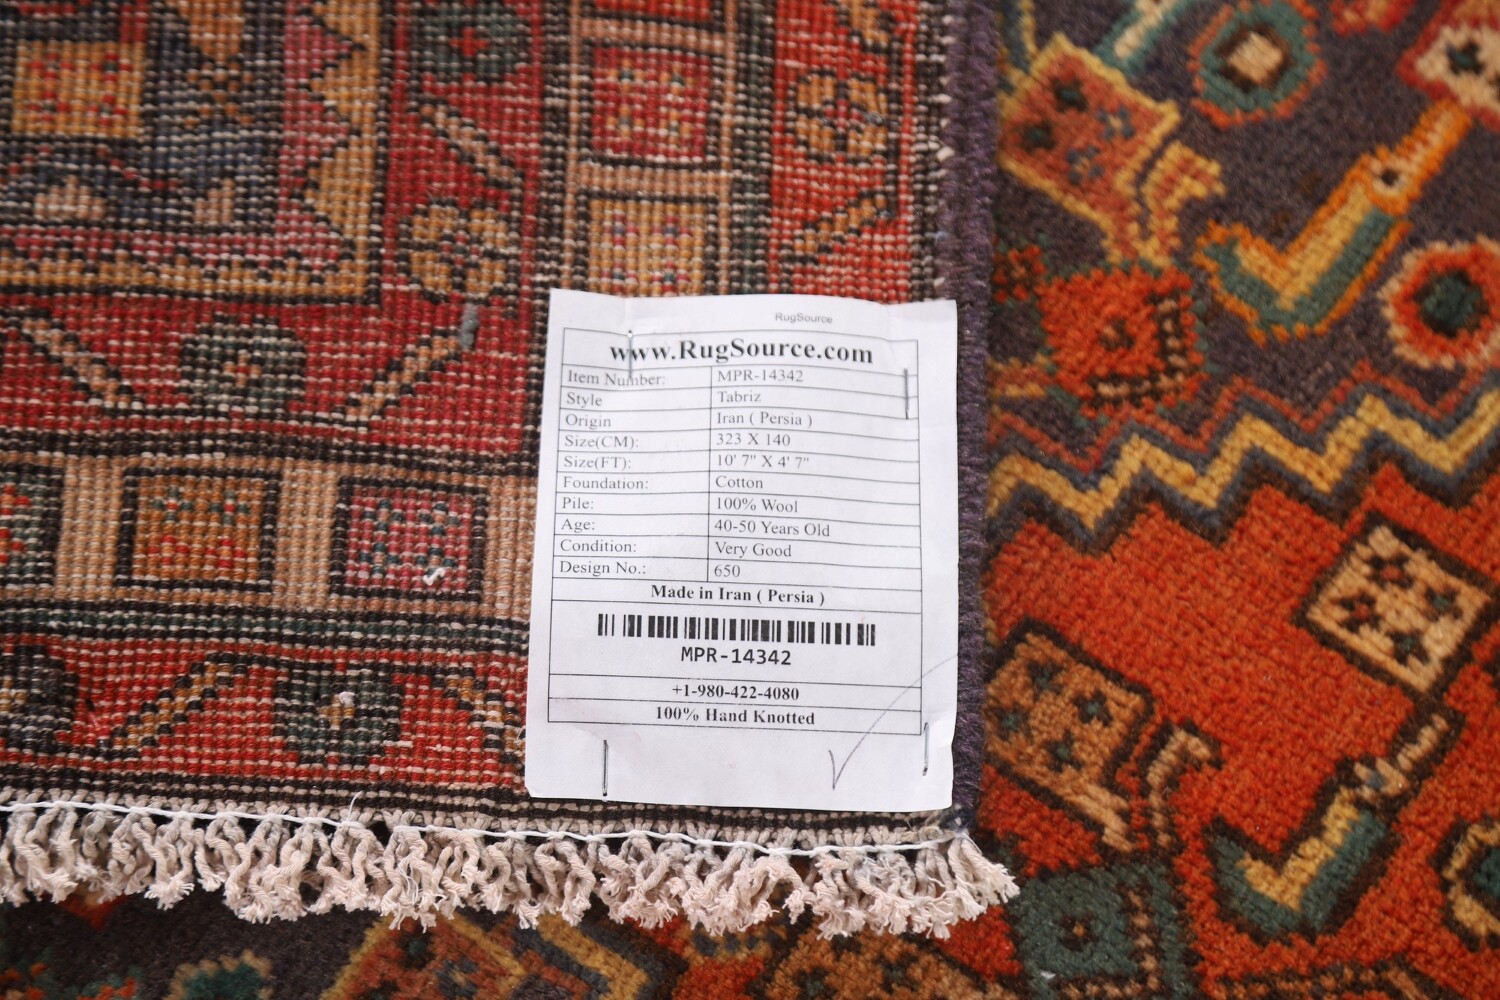 RugSource
www.RugSource.com
Item Number: MPR-14342
Style Tabriz
Origin Iran ( Persia )
Size(CM): 323 X 140
Size(FT): 10' 7" X 4' 7"
Foundation: Cotton
Pile: 100% Wool
Age: 40-50 Years Old
Condition: Very Good
Design No.: 650
Made in Iran ( Persia )
MPR-14342
+1-980-422-4080
100% Hand Knotted